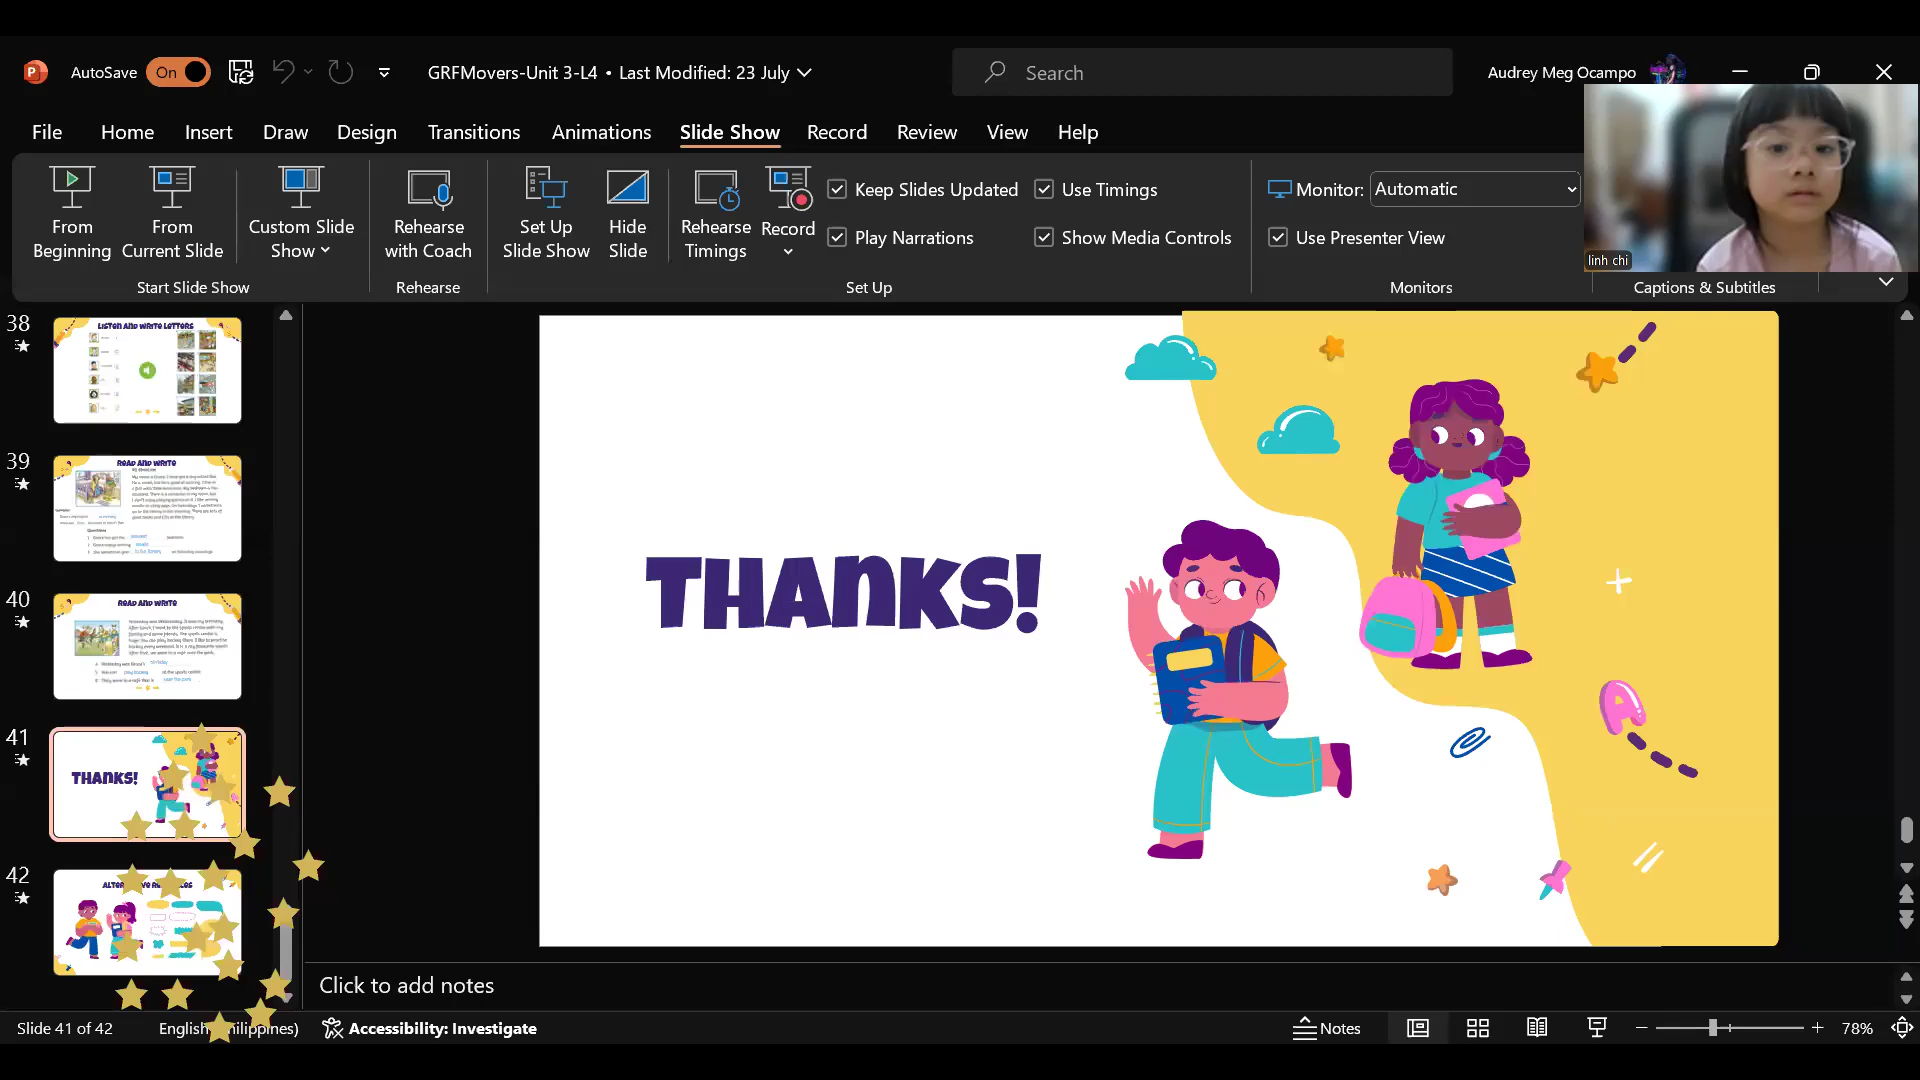 AutoSave On GRFMovers-Unit 3-L4 • Last Modified: 23 July Search Audrey Meg Ocampo
File Home Insert Draw Design Transitions Animations Slide Show Record Review View Help
From Beginning
From Current Slide
Custom Slide Show
Rehearse with Coach
Set Up Slide Show
Hide Slide
Rehearse Timings
Record
Keep Slides Updated
Play Narrations
Use Timings
Show Media Controls
Monitor: Automatic
Use Presenter View
linh chi
Start Slide Show Rehearse Set Up Monitors Captions & Subtitles
38
LISTEN AND WRITE LETTERS
39
READ AND WRITE
40
READ AND WRITE
41
THANKS!
42
THANKS!
A
Click to add notes
Slide 41 of 42 Accessibility: Investigate Notes 78%